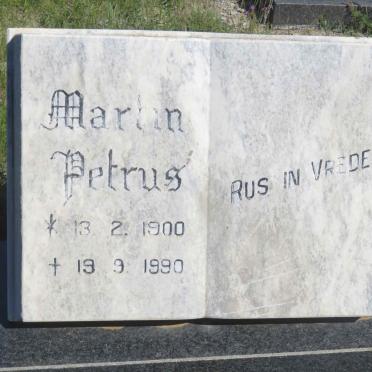 Martin
Petrus
* 13. 2. 1900
† 19. 9. 1990
RUS IN VREDE